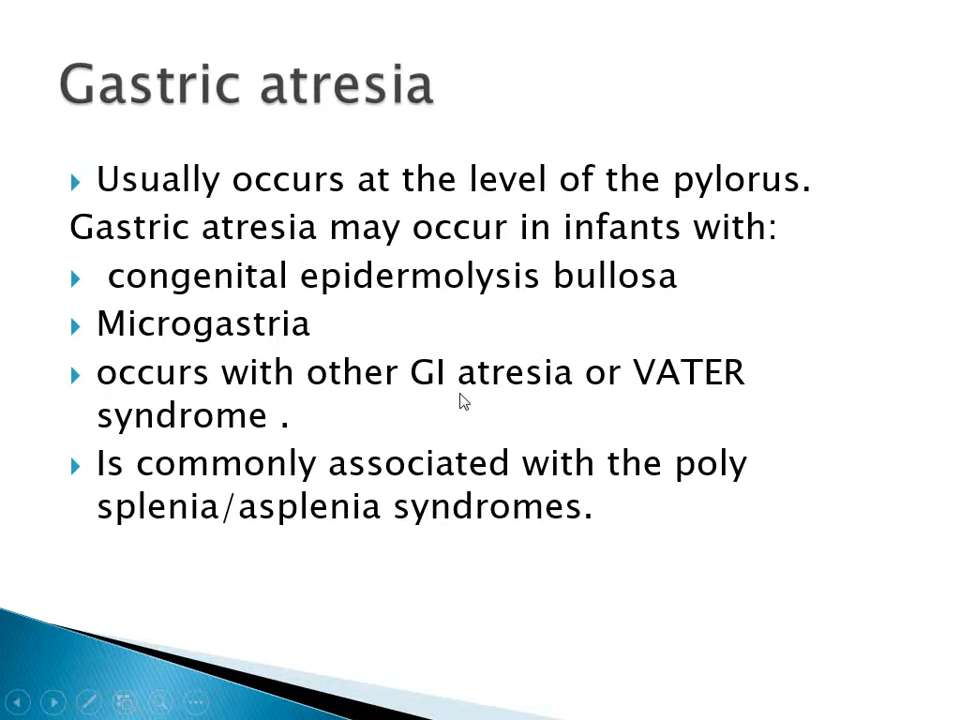 Gastric atresia
Usually occurs at the level of the pylorus.
Gastric atresia may occur in infants with:
congenital epidermolysis bullosa
Microgastria
occurs with other GI atresia or VATER
syndrome .
Is commonly associated with the poly
splenia/asplenia syndromes.